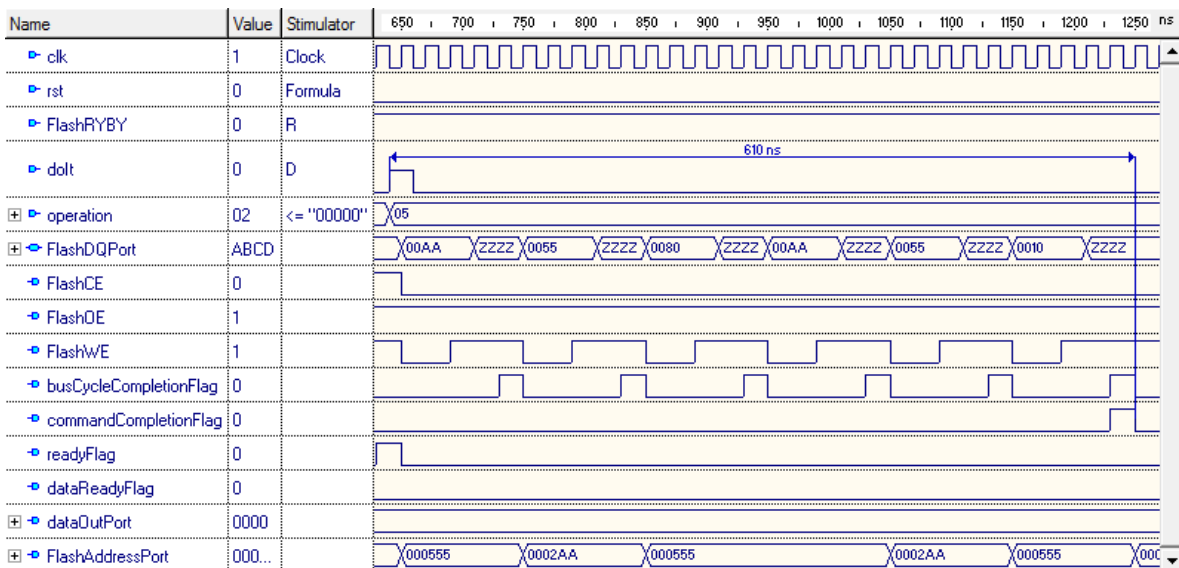 Name Value Stimulator 650 700 750 800 850 900 950 1000 1050 1100 1150 1200 1250 ns
clk 1 Clock
rst 0 Formula
FlashRYBY 0 R
610 ns
doIt 0 D
operation 02 <= "00000" 05
FlashDQPort ABCD 00AA ZZZZ 0055 ZZZZ 0080 ZZZZ 00AA ZZZZ 0055 ZZZZ 0010 ZZZZ
FlashCE 0
FlashOE 1
FlashWE 1
busCycleCompletionFlag 0
commandCompletionFlag 0
readyFlag 0
dataReadyFlag 0
dataOutPort 0000
FlashAddressPort 000... 000555 0002AA 000555 0002AA 000555 000